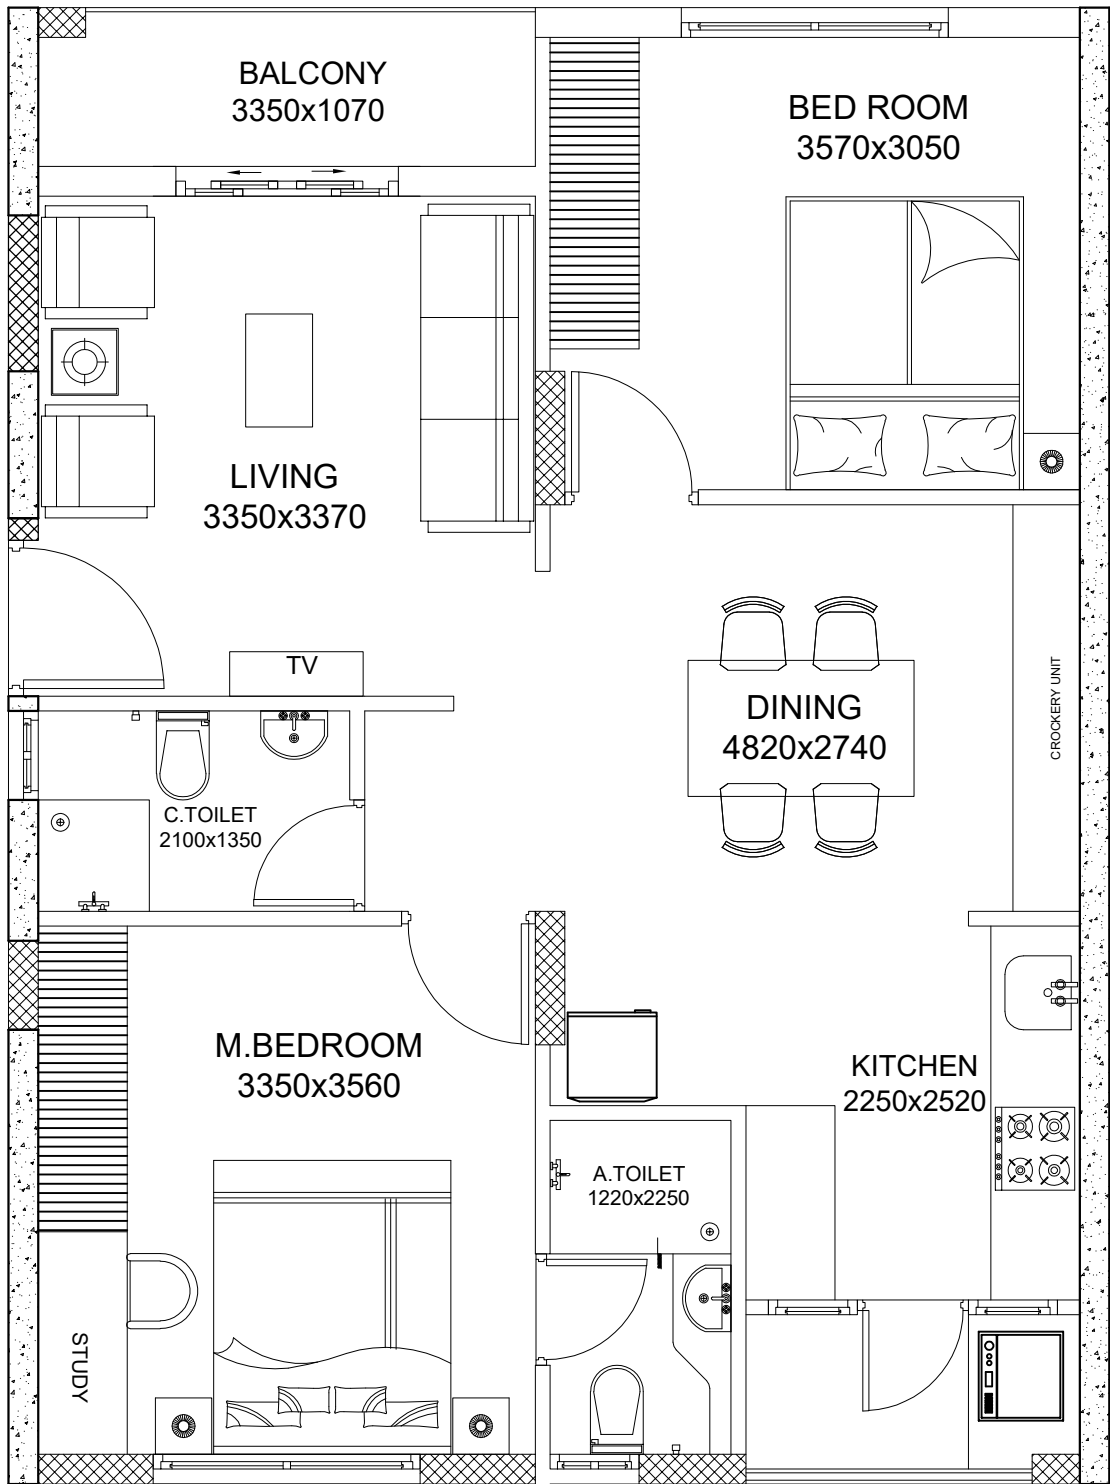 BALCONY
3350x1070
BED ROOM
3570x3050
LIVING
3350x3370
TV
DINING
4820x2740
CROCKERY UNIT
C.TOILET
2100x1350
M.BEDROOM
3350x3560
KITCHEN
2250x2520
A.TOILET
1220x2250
STUDY